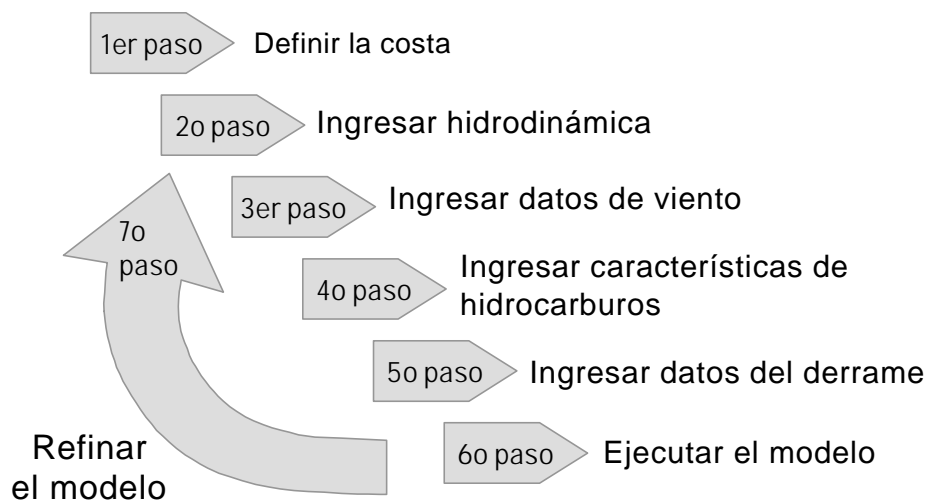 1er paso Definir la costa
2o paso Ingresar hidrodinámica
3er paso Ingresar datos de viento
4o paso Ingresar características de
hidrocarburos
5o paso Ingresar datos del derrame
6o paso Ejecutar el modelo
7o
paso
Refinar
el modelo